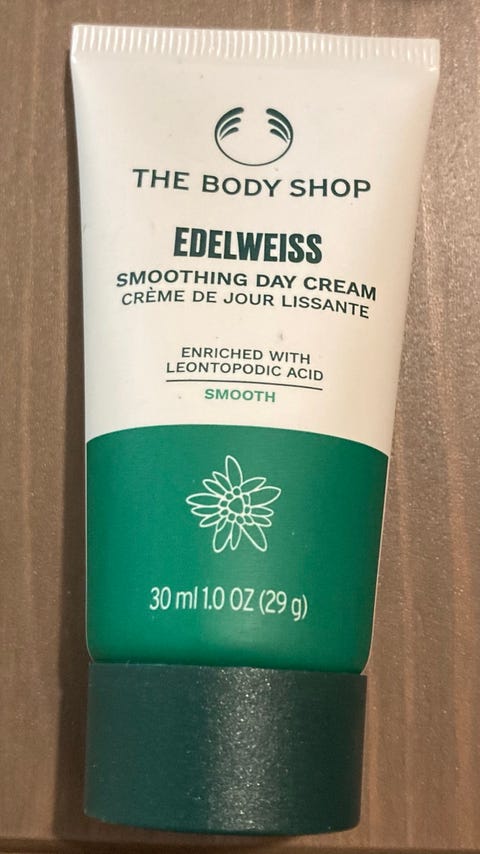 THE BODY SHOP
EDELWEISS
SMOOTHING DAY CREAM
CRÈME DE JOUR LISSANTE
ENRICHED WITH
LEONTOPODIC ACID
SMOOTH
30 ml 1.0 OZ (29 g)